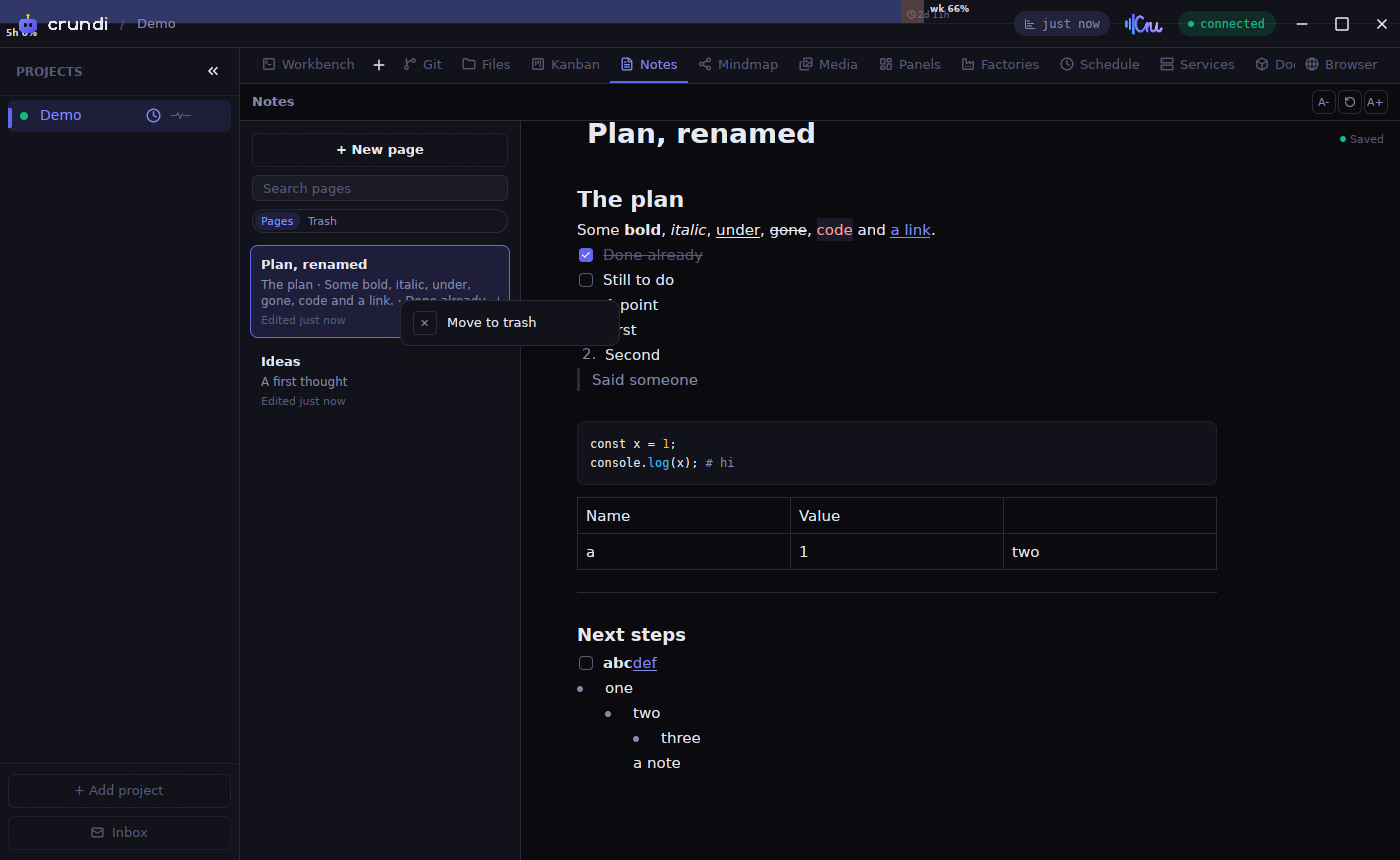 5h 0%
crundi / Demo
2d 11h
wk 66%
just now
Cru
connected
PROJECTS
Workbench
Git
Files
Kanban
Notes
Mindmap
Media
Panels
Factories
Schedule
Services
Browser
Demo
Notes
A-
A+
+ New page
Search pages
Pages
Trash
Plan, renamed
The plan · Some bold, italic, under,
gone, code and a link. · Done already
Edited just now
Move to trash
Ideas
A first thought
Edited just now
+ Add project
Inbox
Plan, renamed
Saved
The plan
Some bold, italic, under, gone, code and a link.
Done already
Still to do
point
2. Second
Said someone
const x = 1;
console.log(x); # hi
Name Value
a 1 two
Next steps
abcdef
one
two
three
a note